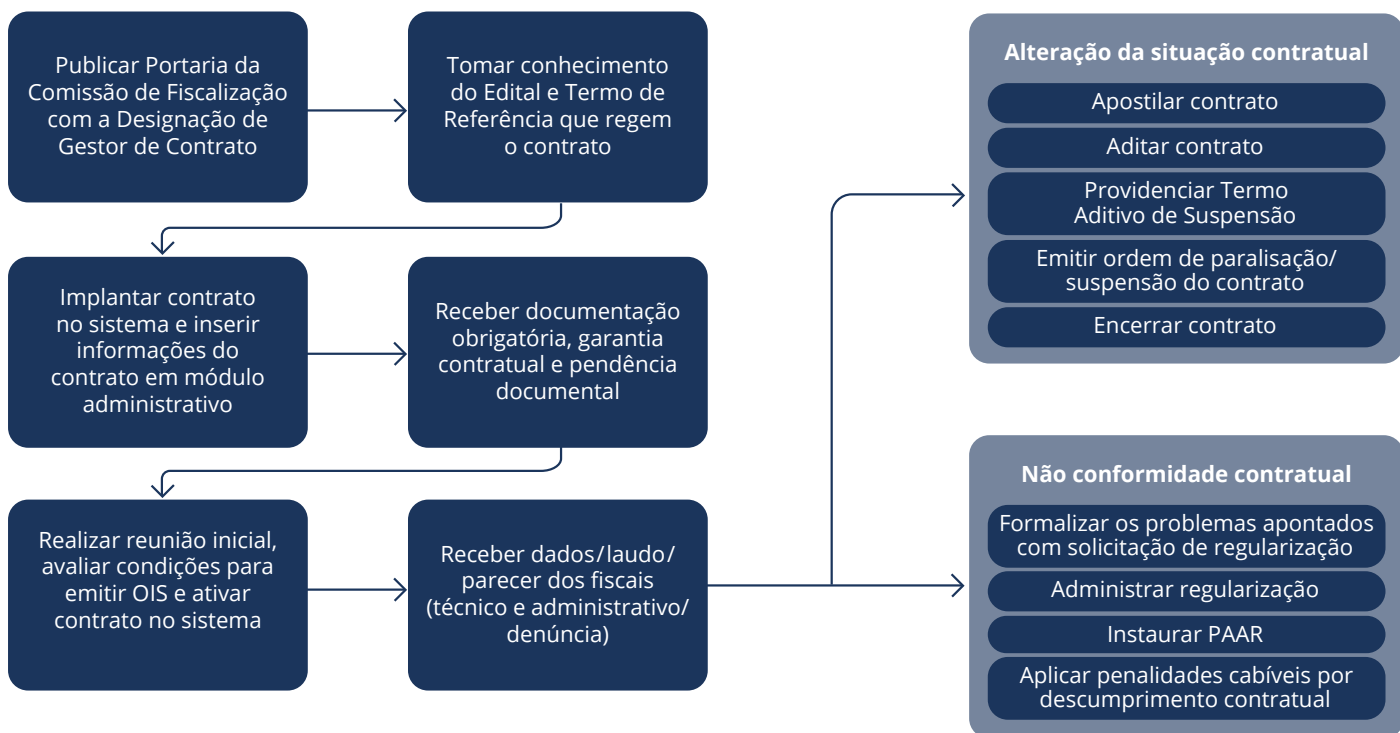 Publicar Portaria da
Comissão de Fiscalização
com a Designação de
Gestor de Contrato
Tomar conhecimento
do Edital e Termo de
Referência que regem
o contrato
Implantar contrato
no sistema e inserir
informações do
contrato em módulo
administrativo
Receber documentação
obrigatória, garantia
contratual e pendência
documental
Realizar reunião inicial,
avaliar condições para
emitir OIS e ativar
contrato no sistema
Receber dados/laudo/
parecer dos fiscais
(técnico e administrativo/
denúncia)
Alteração da situação contratual
Apostilar contrato
Aditar contrato
Providenciar Termo
Aditivo de Suspensão
Emitir ordem de paralisação/
suspensão do contrato
Encerrar contrato
Não conformidade contratual
Formalizar os problemas apontados
com solicitação de regularização
Administrar regularização
Instaurar PAAR
Aplicar penalidades cabíveis por
descumprimento contratual